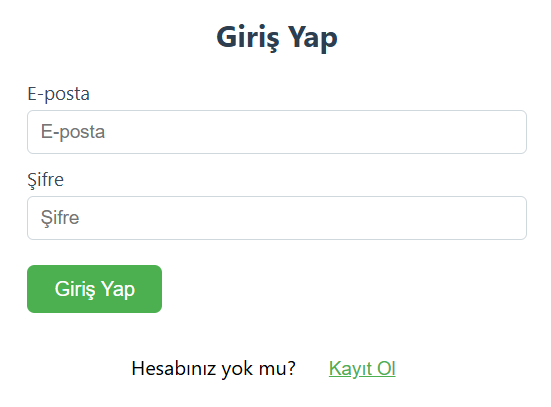 Giriş Yap
E-posta
E-posta
Şifre
Şifre
Giriş Yap
Hesabınız yok mu? Kayıt Ol